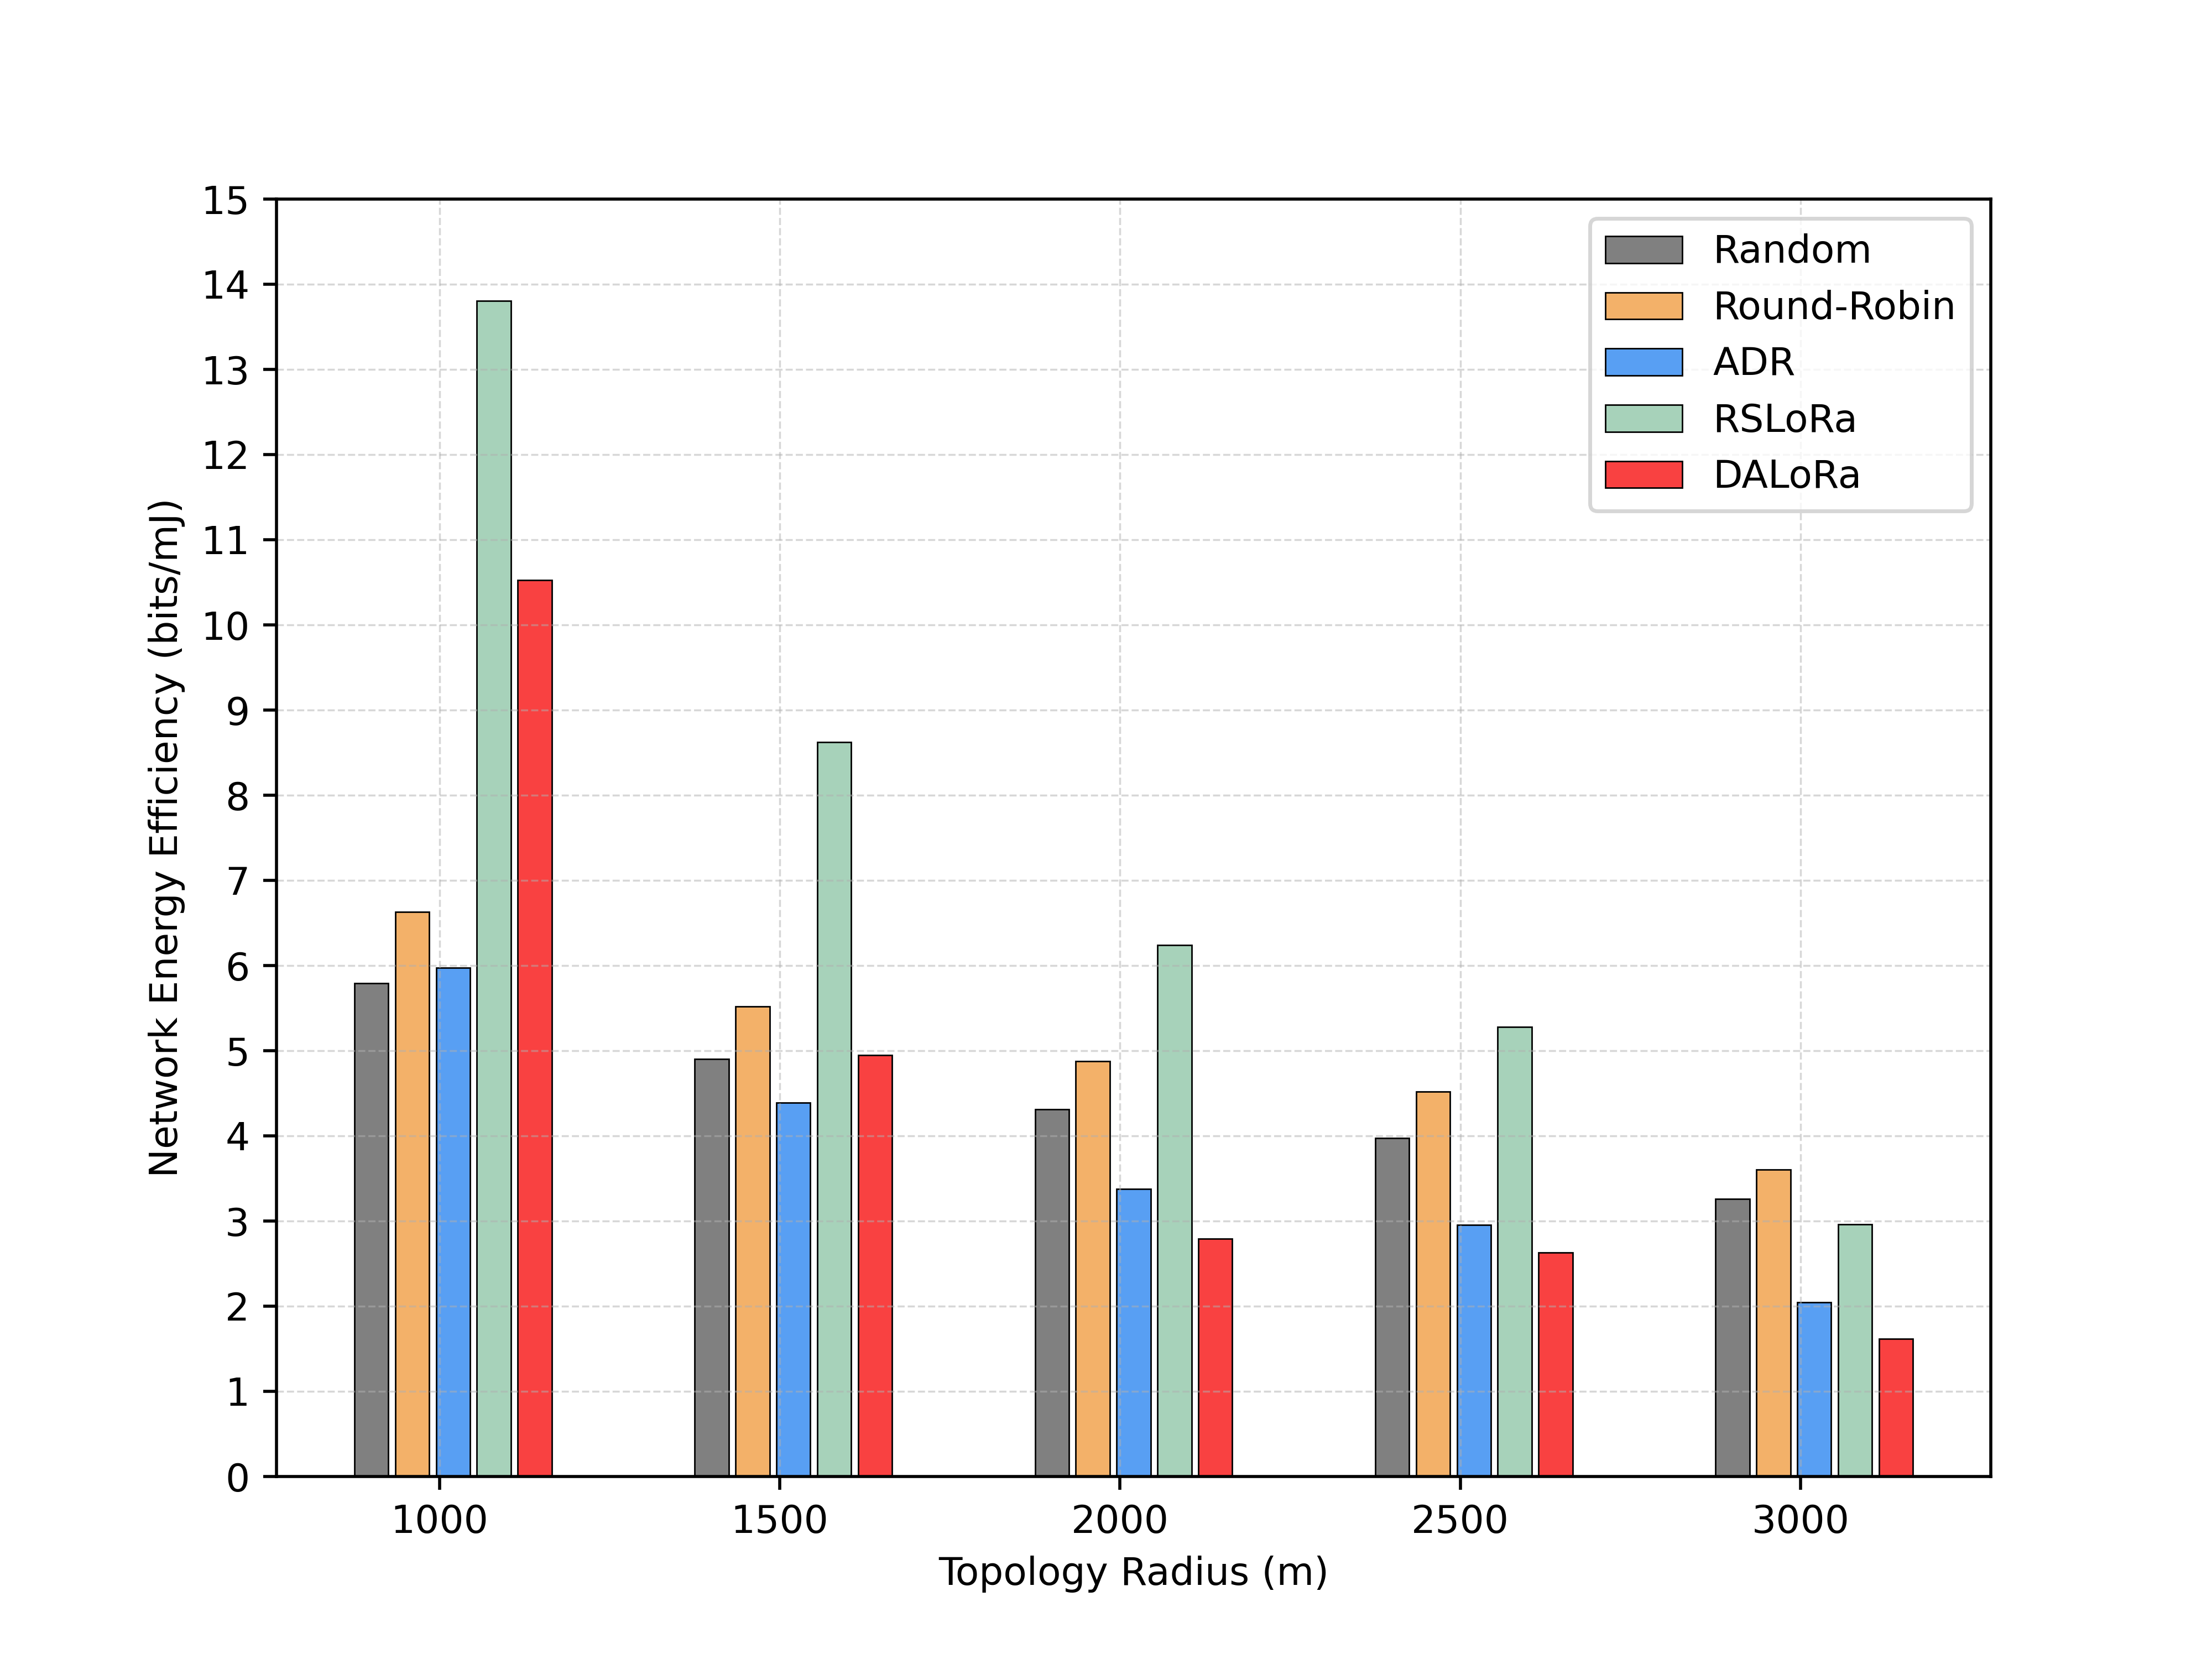 15
14
13
12
11
10
9
8
7
6
5
4
3
2
1
0
Network Energy Efficiency (bits/mJ)
Random
Round-Robin
ADR
RSLoRa
DALoRa
1000 1500 2000 2500 3000
Topology Radius (m)